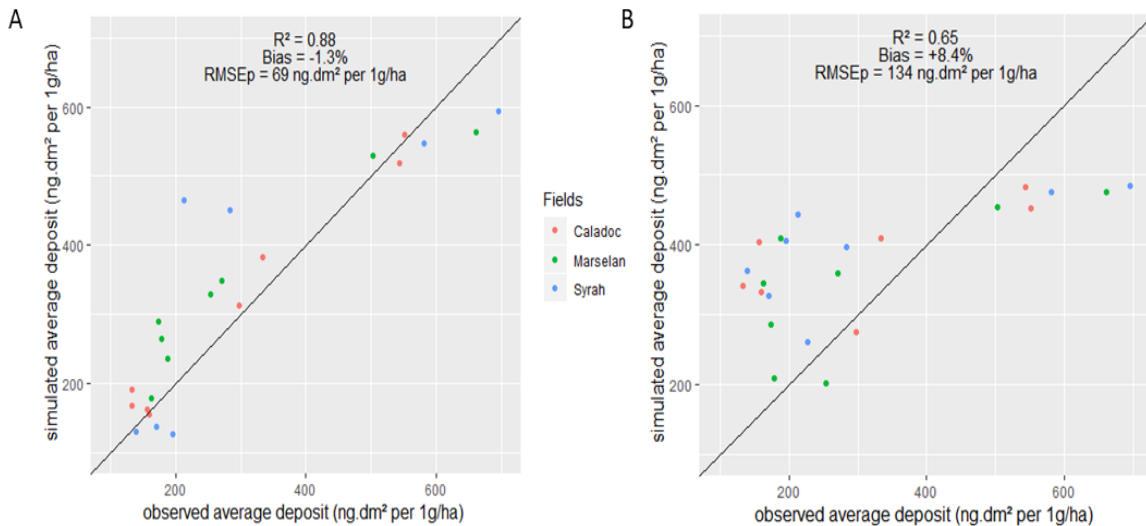 A
R² = 0.88
Bias = -1.3%
RMSEp = 69 ng.dm² per 1g/ha
simulated average deposit (ng.dm² per 1g/ha)
600
400
200
200 400 600
observed average deposit (ng.dm² per 1g/ha)
Fields
Caladoc
Marselan
Syrah
B
R² = 0.65
Bias = +8.4%
RMSEp = 134 ng.dm² per 1g/ha
simulated average deposit (ng.dm² per 1g/ha)
600
400
200
200 400 600
observed average deposit (ng.dm² per 1g/ha)